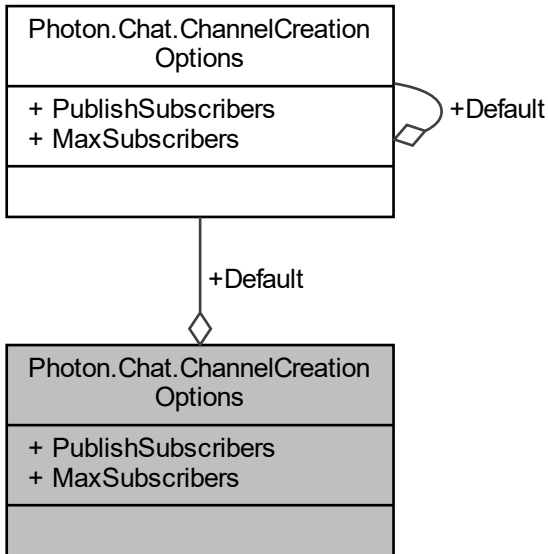 Photon.Chat.ChannelCreation
Options
+ PublishSubscribers
+ MaxSubscribers
+Default
+Default
Photon.Chat.ChannelCreation
Options
+ PublishSubscribers
+ MaxSubscribers